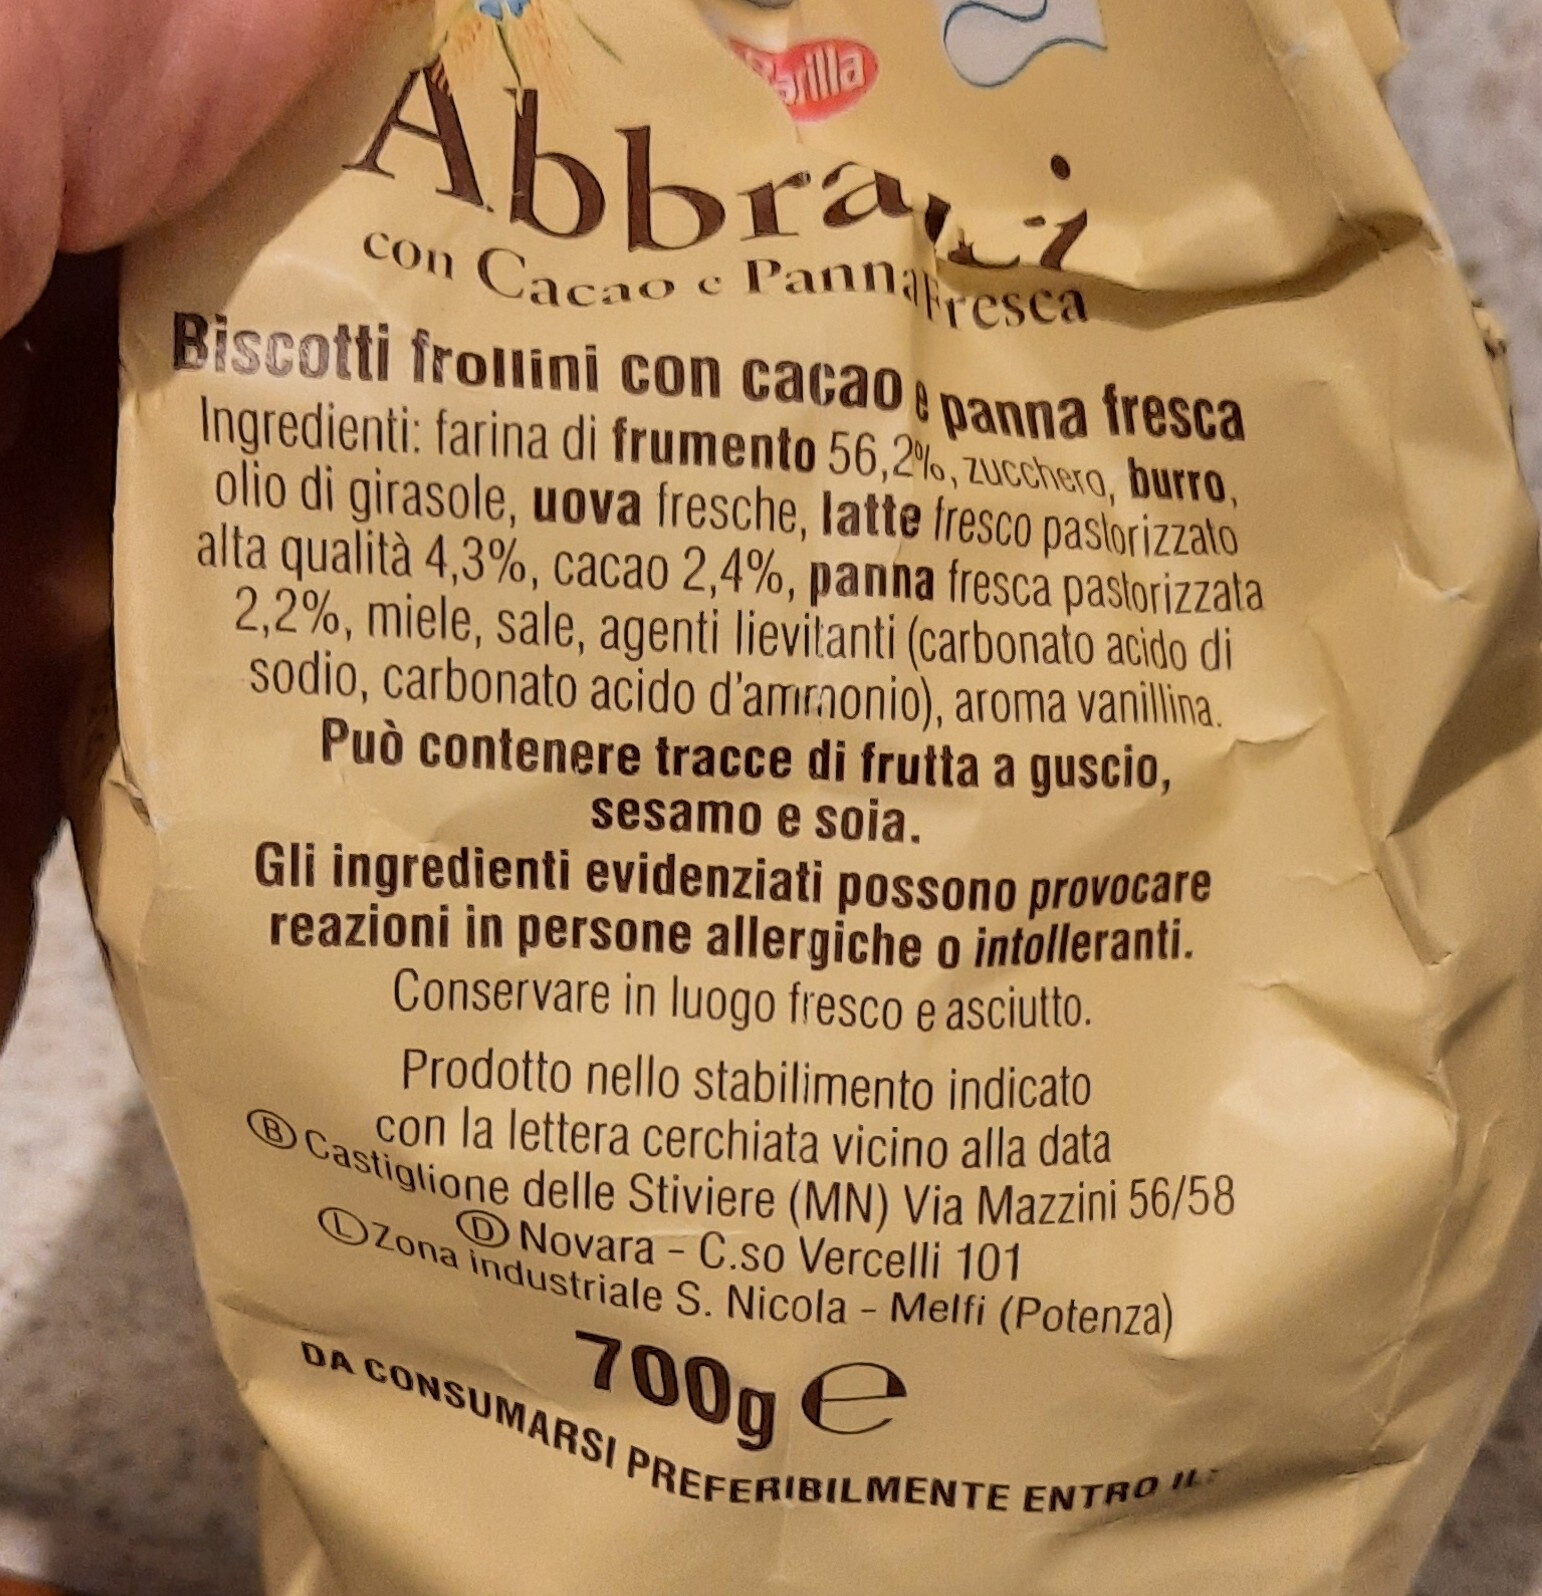 Barilla
Abbracci
con Cacao e Panna Fresca
Biscotti frollini con cacao e panna fresca
Ingredienti: farina di frumento 56,2%, zucchero, burro,
olio di girasole, uova fresche, latte fresco pastorizzato
alta qualità 4,3%, cacao 2,4%, panna fresca pastorizzata
2,2%, miele, sale, agenti lievitanti (carbonato acido di
sodio, carbonato acido d'ammonio), aroma vanillina.
Può contenere tracce di frutta a guscio,
sesamo e soia.
Gli ingredienti evidenziati possono provocare
reazioni in persone allergiche o intolleranti.
Conservare in luogo fresco e asciutto.
Prodotto nello stabilimento indicato
con la lettera cerchiata vicino alla data
Ⓑ Castiglione delle Stiviere (MN) Via Mazzini 56/58
Ⓓ Novara - C.so Vercelli 101
Ⓛ Zona industriale S. Nicola - Melfi (Potenza)
700g e
DA CONSUMARSI PREFERIBILMENTE ENTRO IL: